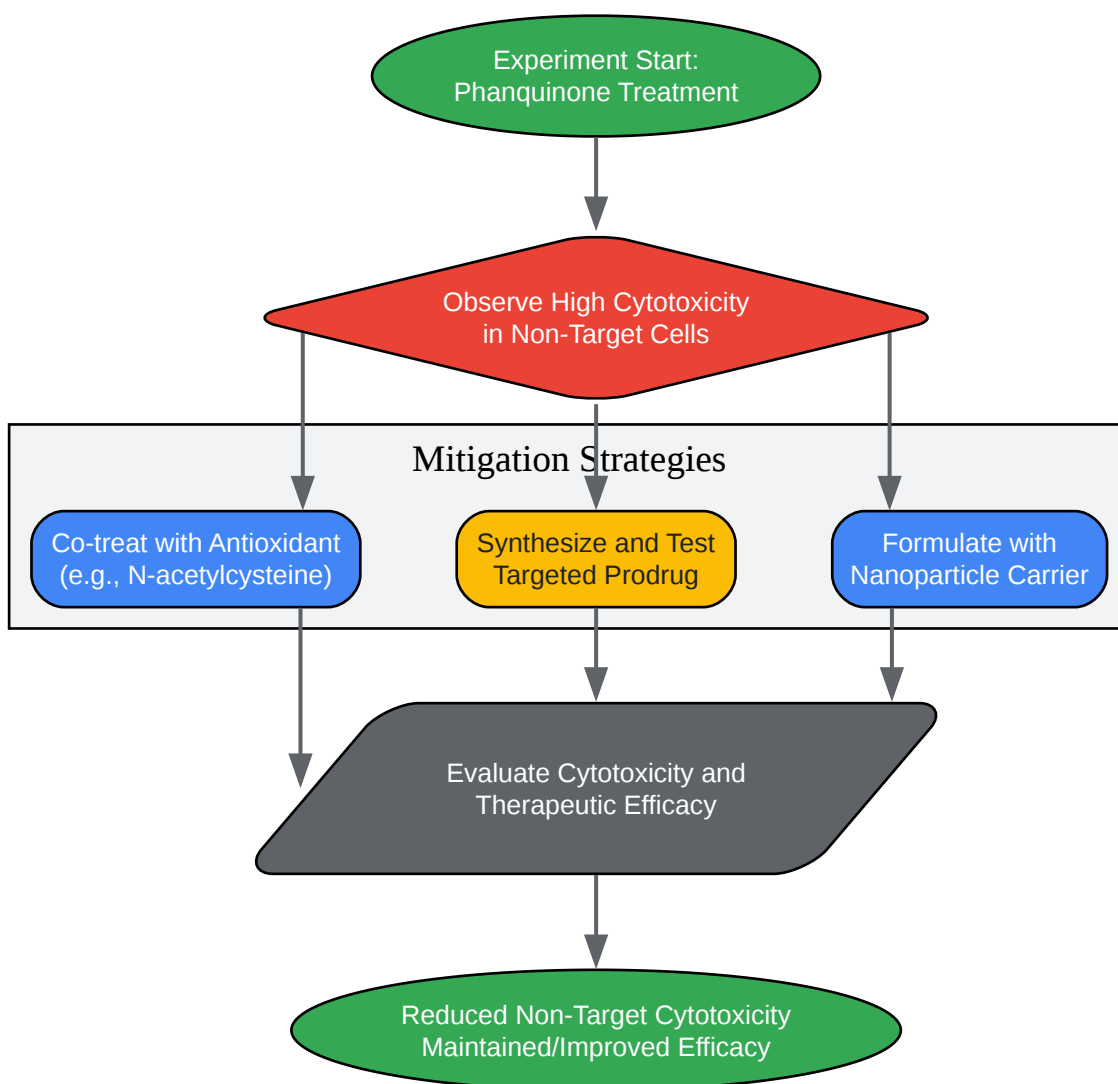 Experiment Start:
Phanquinone Treatment
Observe High Cytotoxicity
in Non-Target Cells
Mitigation Strategies
Co-treat with Antioxidant
(e.g., N-acetylcysteine)
Synthesize and Test
Targeted Prodrug
Formulate with
Nanoparticle Carrier
Evaluate Cytotoxicity and
Therapeutic Efficacy
Reduced Non-Target Cytotoxicity
Maintained/Improved Efficacy